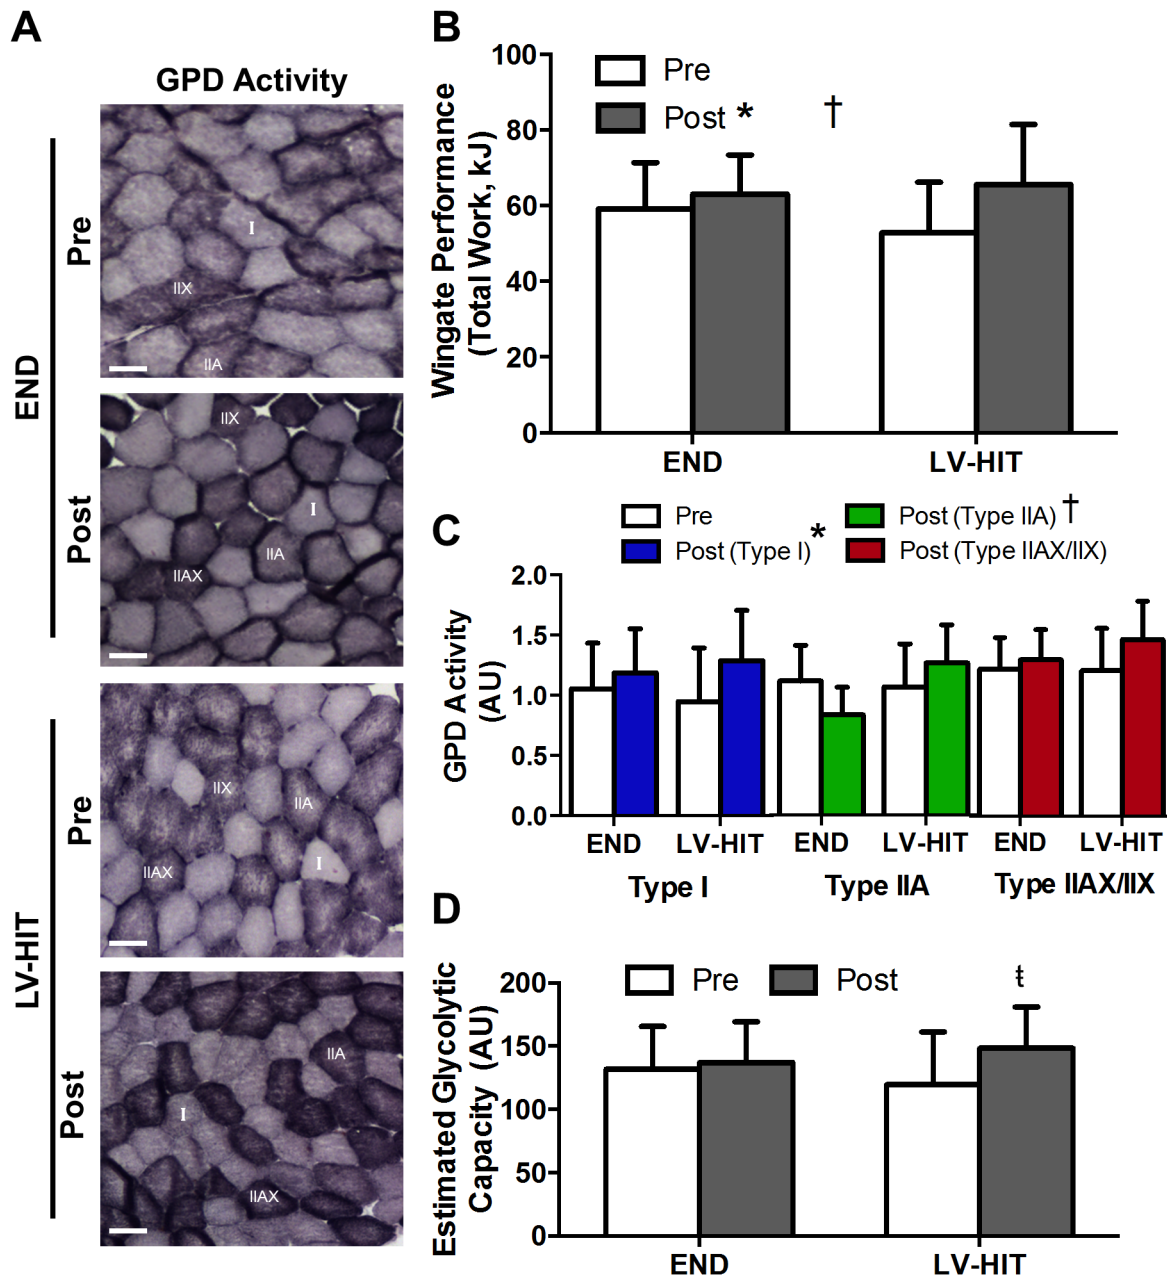 A
GPD Activity
END
Pre
I
IIX
IIA
Post
IIX
I
IIA
IIAX
LV-HIT
Pre
IIX
IIA
IIAX
I
Post
IIA
I
IIAX
B
Wingate Performance
(Total Work, kJ)
100
80
60
40
20
0
Pre
Post * †
END LV-HIT
C
Pre
Post (Type I) *
Post (Type IIA) †
Post (Type IIAX/IIX)
GPD Activity
(AU)
2.0
1.5
1.0
0.5
0.0
END LV-HIT END LV-HIT END LV-HIT
Type I Type IIA Type IIAX/IIX
D
Estimated Glycolytic
Capacity (AU)
200
150
100
50
0
Pre Post
ŧ
END LV-HIT